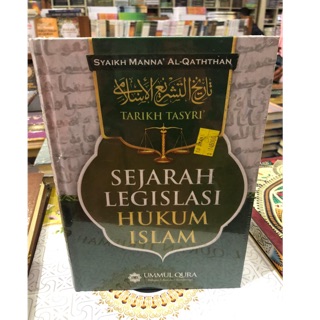 SYAIKH MANNA' AL-QATHTHAN
تاريخ التشريع الإسلامي
TARIKH TASYRI'
SEJARAH
LEGISLASI
HUKUM
ISLAM
UMMUL QURA